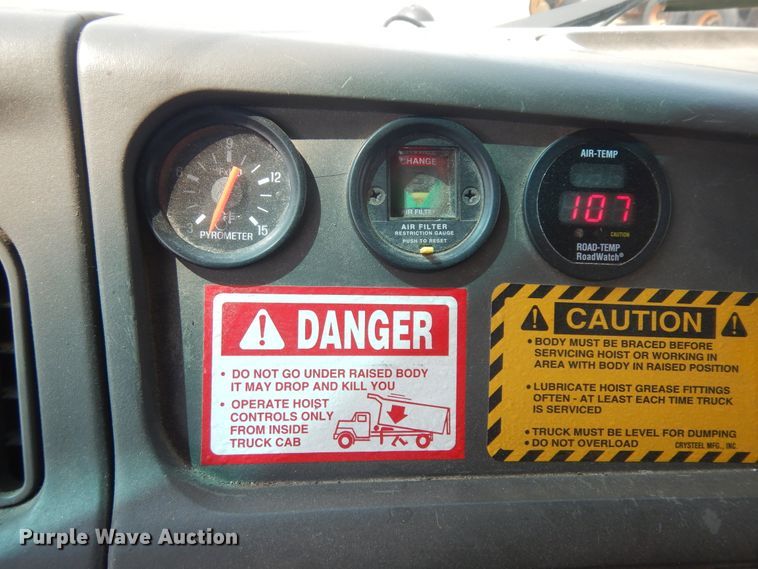 3
6
9
12
15
PYROMETER
CHANGE
AIR FILTER
AIR FILTER
RESTRICTION GAUGE
PUSH TO RESET
AIR-TEMP
107
CAUTION
ROAD-TEMP
RoadWatch®
DANGER
• DO NOT GO UNDER RAISED BODY
IT MAY DROP AND KILL YOU
• OPERATE HOIST
CONTROLS ONLY
FROM INSIDE
TRUCK CAB
CAUTION
• BODY MUST BE BRACED BEFORE
SERVICING HOIST OR WORKING IN
AREA WITH BODY IN RAISED POSITION
• LUBRICATE HOIST GREASE FITTINGS
OFTEN - AT LEAST EACH TIME TRUCK
IS SERVICED
• TRUCK MUST BE LEVEL FOR DUMPING
• DO NOT OVERLOAD CRYSTEEL MFG., INC.
Purple Wave Auction